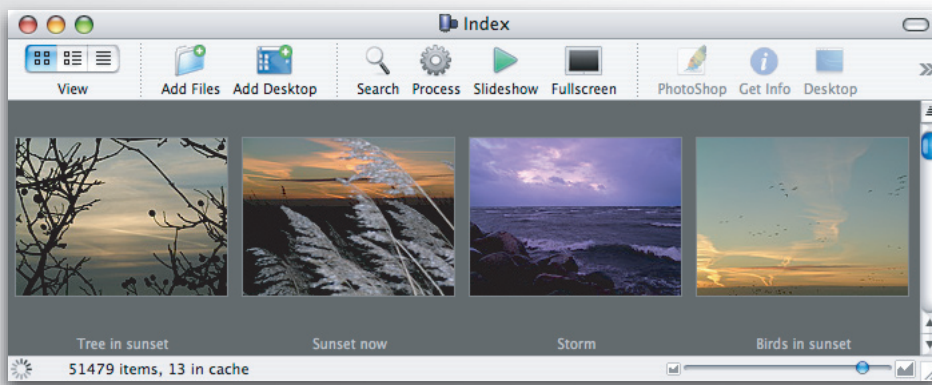 Index
View Add Files Add Desktop Search Process Slideshow Fullscreen PhotoShop Get Info Desktop
Tree in sunset Sunset now Storm Birds in sunset
51479 items, 13 in cache